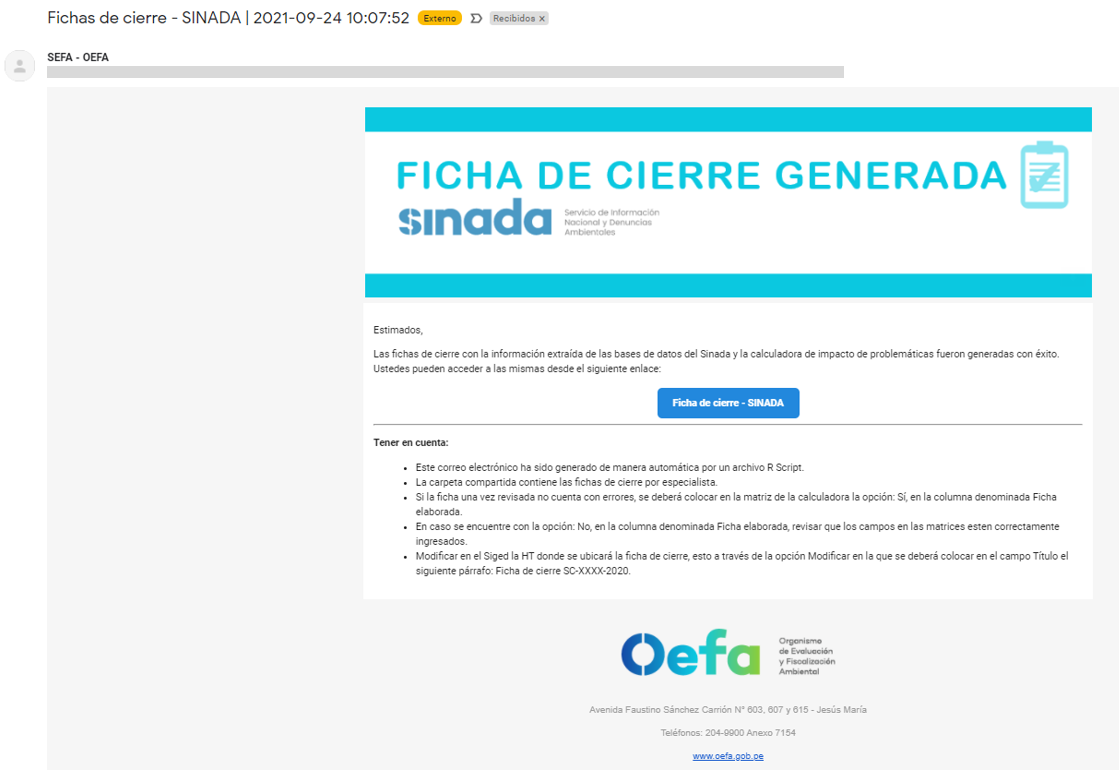 Fichas de cierre - SINADA | 2021-09-24 10:07:52 Externo Recibidos x
SEFA - OEFA
FICHA DE CIERRE GENERADA
sinada
Servicio de Información
Nacional y Denuncias
Ambientales
Estimados,
Las fichas de cierre con la información extraída de las bases de datos del Sinada y la calculadora de impacto de problemáticas fueron generadas con éxito.
Ustedes pueden acceder a las mismas desde el siguiente enlace:
Ficha de cierre - SINADA
Tener en cuenta:
• Este correo electrónico ha sido generado de manera automática por un archivo R Script.
• La carpeta compartida contiene las fichas de cierre por especialista.
• Si la ficha una vez revisada no cuenta con errores, se deberá colocar en la matriz de la calculadora la opción: Sí, en la columna denominada Ficha
elaborada.
• En caso se encuentre con la opción: No, en la columna denominada Ficha elaborada, revisar que los campos en las matrices esten correctamente
ingresados.
• Modificar en el Siged la HT donde se ubicará la ficha de cierre, esto a través de la opción Modificar en la que se deberá colocar en el campo Título el
siguiente párrafo: Ficha de cierre SC-XXXX-2020.
Oefa
Organismo
de Evaluación
y Fiscalización
Ambiental
Avenida Faustino Sánchez Carrión N° 603, 607 y 615 - Jesús María
Teléfonos: 204-9900 Anexo 7154
www.oefa.gob.pe